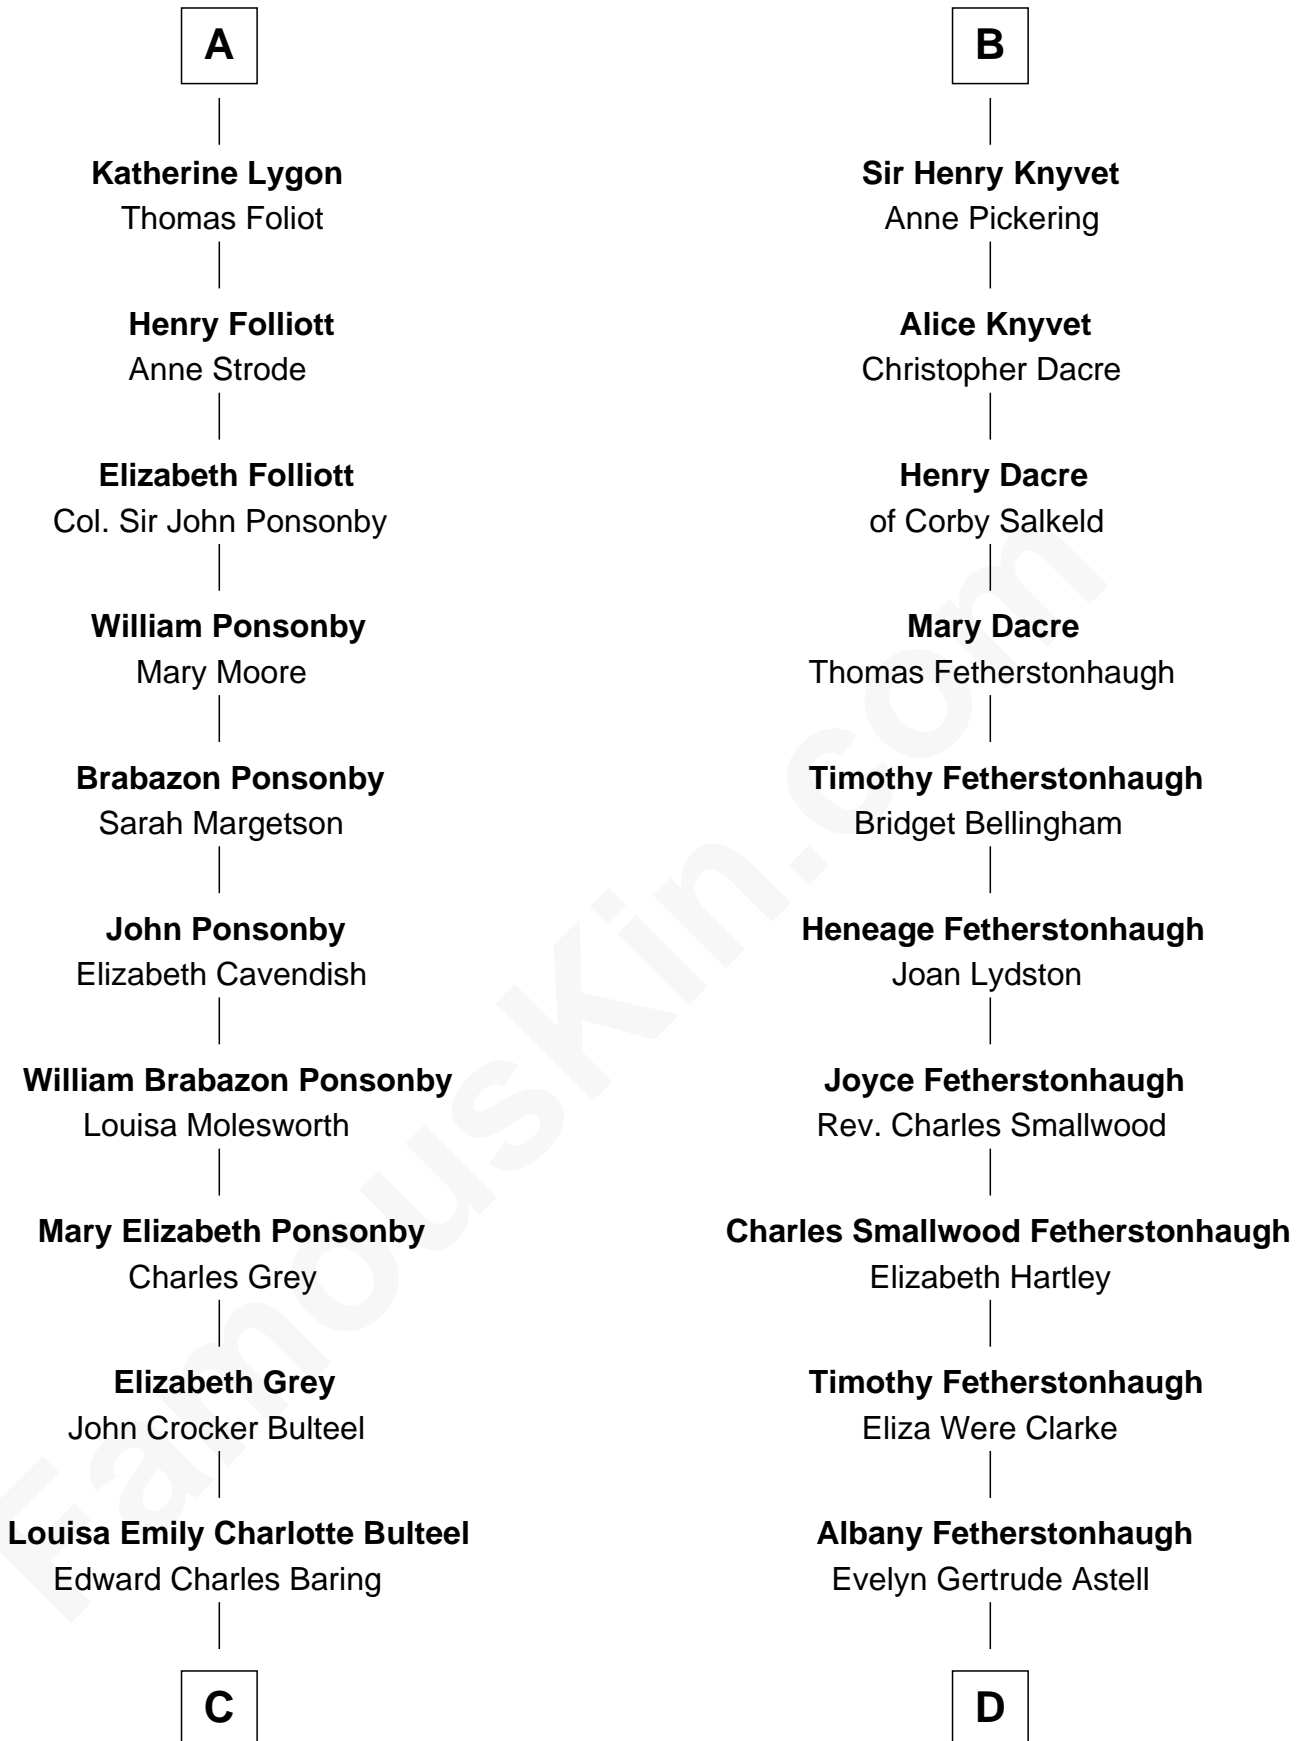 A
Katherine Lygon
Thomas Foliot
Henry Folliott
Anne Strode
Elizabeth Folliott
Col. Sir John Ponsonby
William Ponsonby
Mary Moore
Brabazon Ponsonby
Sarah Margetson
John Ponsonby
Elizabeth Cavendish
William Brabazon Ponsonby
Louisa Molesworth
Mary Elizabeth Ponsonby
Charles Grey
Elizabeth Grey
John Crocker Bulteel
Louisa Emily Charlotte Bulteel
Edward Charles Baring
C
B
Sir Henry Knyvet
Anne Pickering
Alice Knyvet
Christopher Dacre
Henry Dacre
of Corby Salkeld
Mary Dacre
Thomas Fetherstonhaugh
Timothy Fetherstonhaugh
Bridget Bellingham
Heneage Fetherstonhaugh
Joan Lydston
Joyce Fetherstonhaugh
Rev. Charles Smallwood
Charles Smallwood Fetherstonhaugh
Elizabeth Hartley
Timothy Fetherstonhaugh
Eliza Were Clarke
Albany Fetherstonhaugh
Evelyn Gertrude Astell
D
FamousKin.com